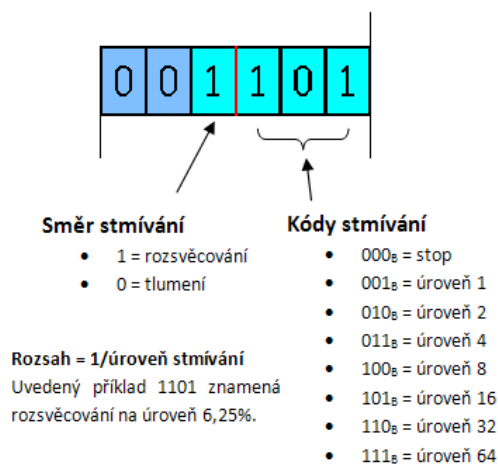 0 0 1 1 0 1
Směr stmívání
• 1 = rozsvěcování
• 0 = tlumení
Rozsah = 1/úroveň stmívání
Uvedený příklad 1101 znamená
rozsvěcování na úroveň 6,25%.
Kódy stmívání
• 000B = stop
• 001B = úroveň 1
• 010B = úroveň 2
• 011B = úroveň 4
• 100B = úroveň 8
• 101B = úroveň 16
• 110B = úroveň 32
• 111B = úroveň 64